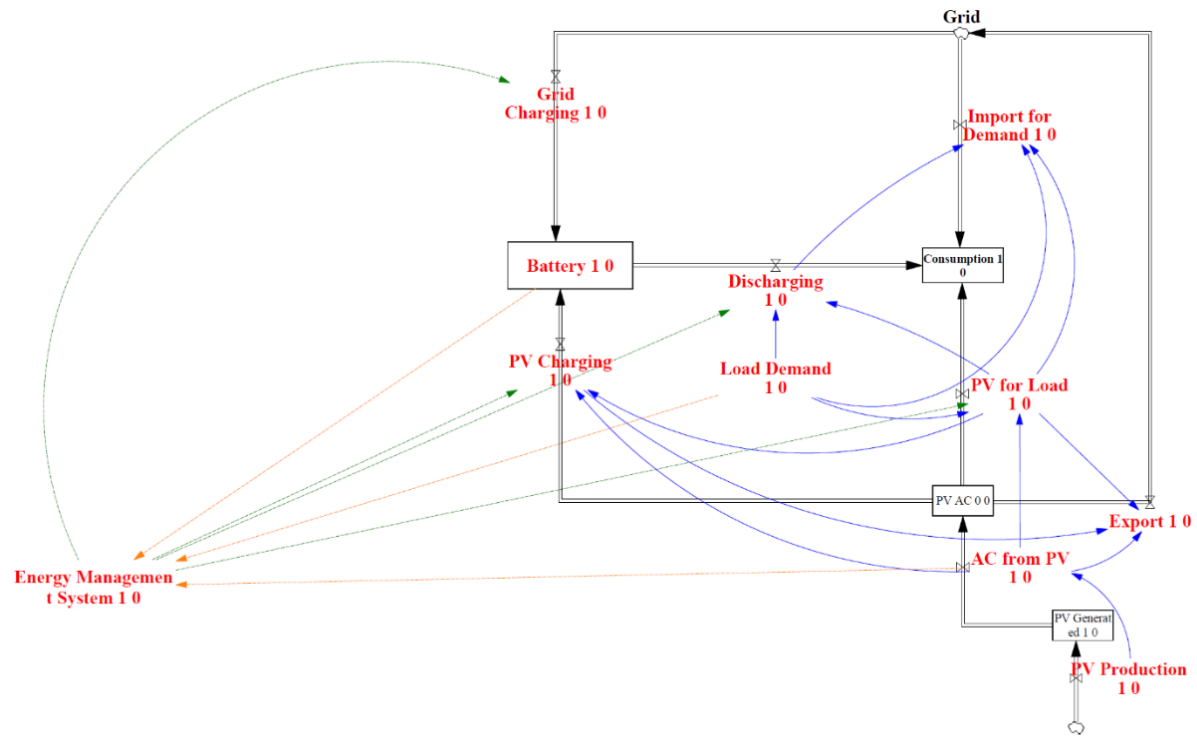 Grid
Grid
Charging 1 0
Import for
Demand 1 0
Battery 1 0
Consumption 1
0
Discharging
1 0
PV Charging
1 0
Load Demand
1 0
PV for Load
1 0
PV AC 0 0
Export 1 0
AC from PV
1 0
Energy Managemen
t System 1 0
PV Generat
ed 1 0
PV Production
1 0